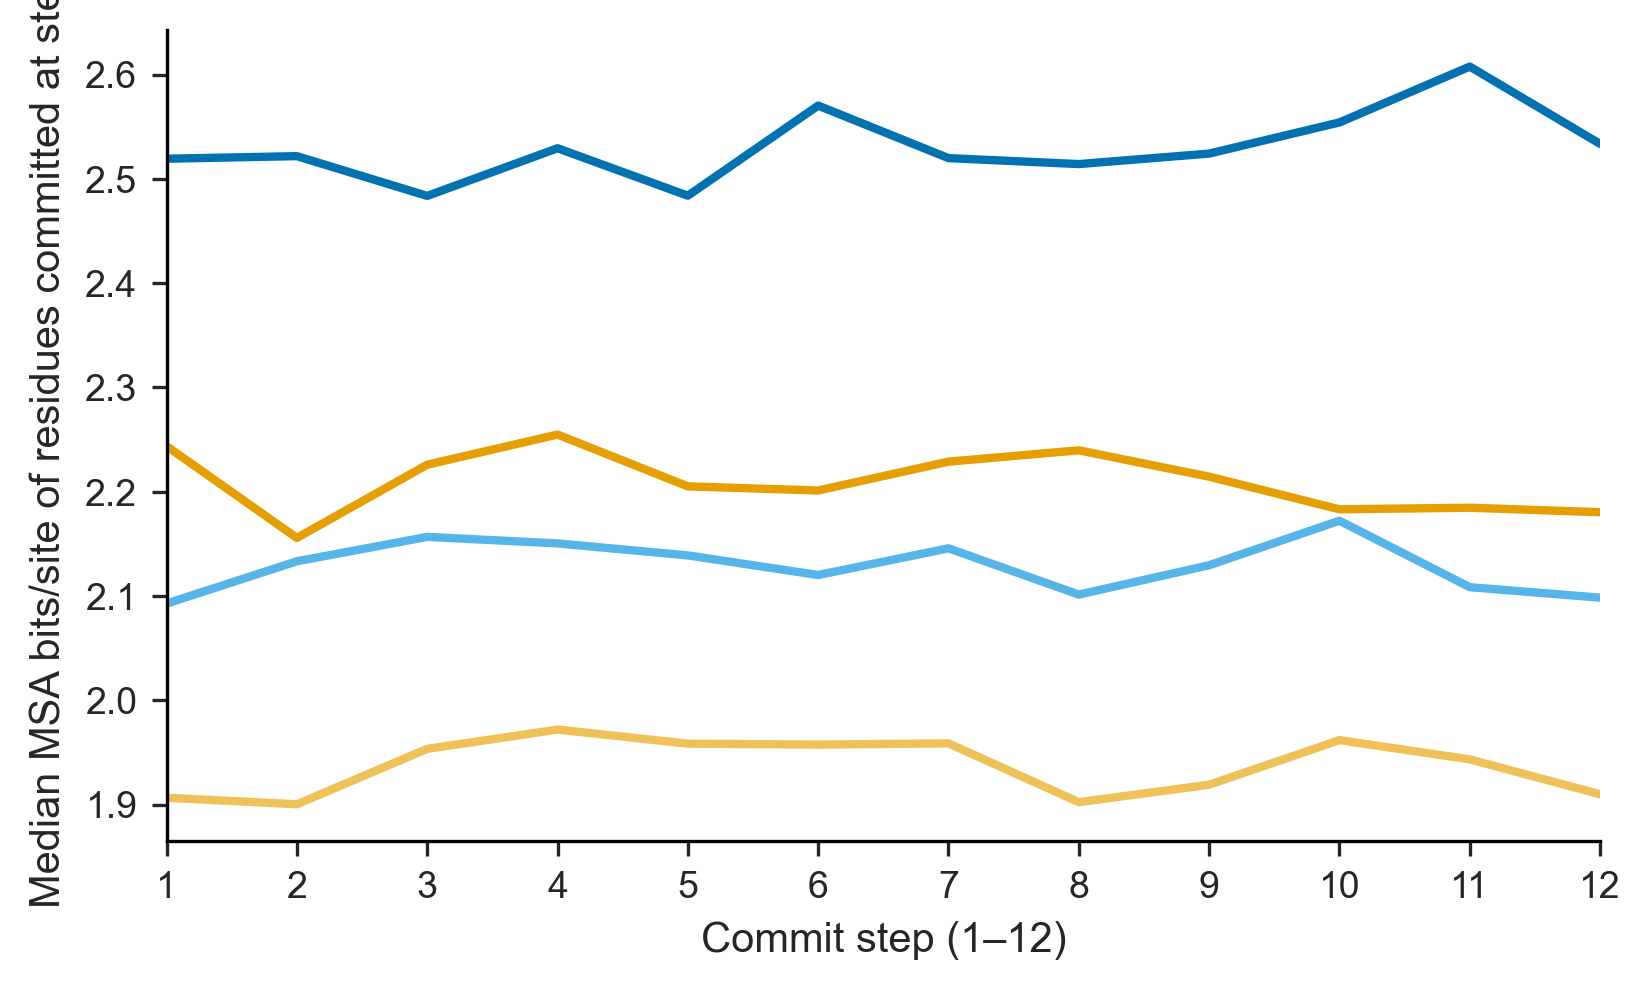 Median MSA bits/site of residues committed at ste
2.6
2.5
2.4
2.3
2.2
2.1
2.0
1.9
1 2 3 4 5 6 7 8 9 10 11 12
Commit step (1–12)